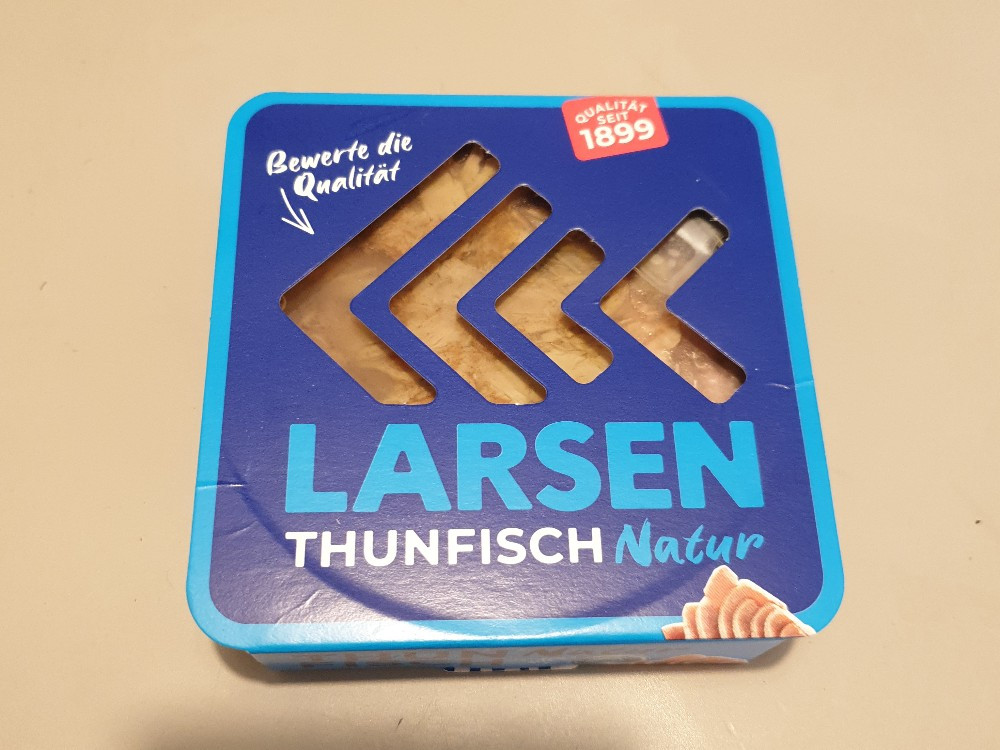 QUALITÄT
SEIT
1899
Bewerte die
Qualität
LARSEN
THUNFISCH Natur